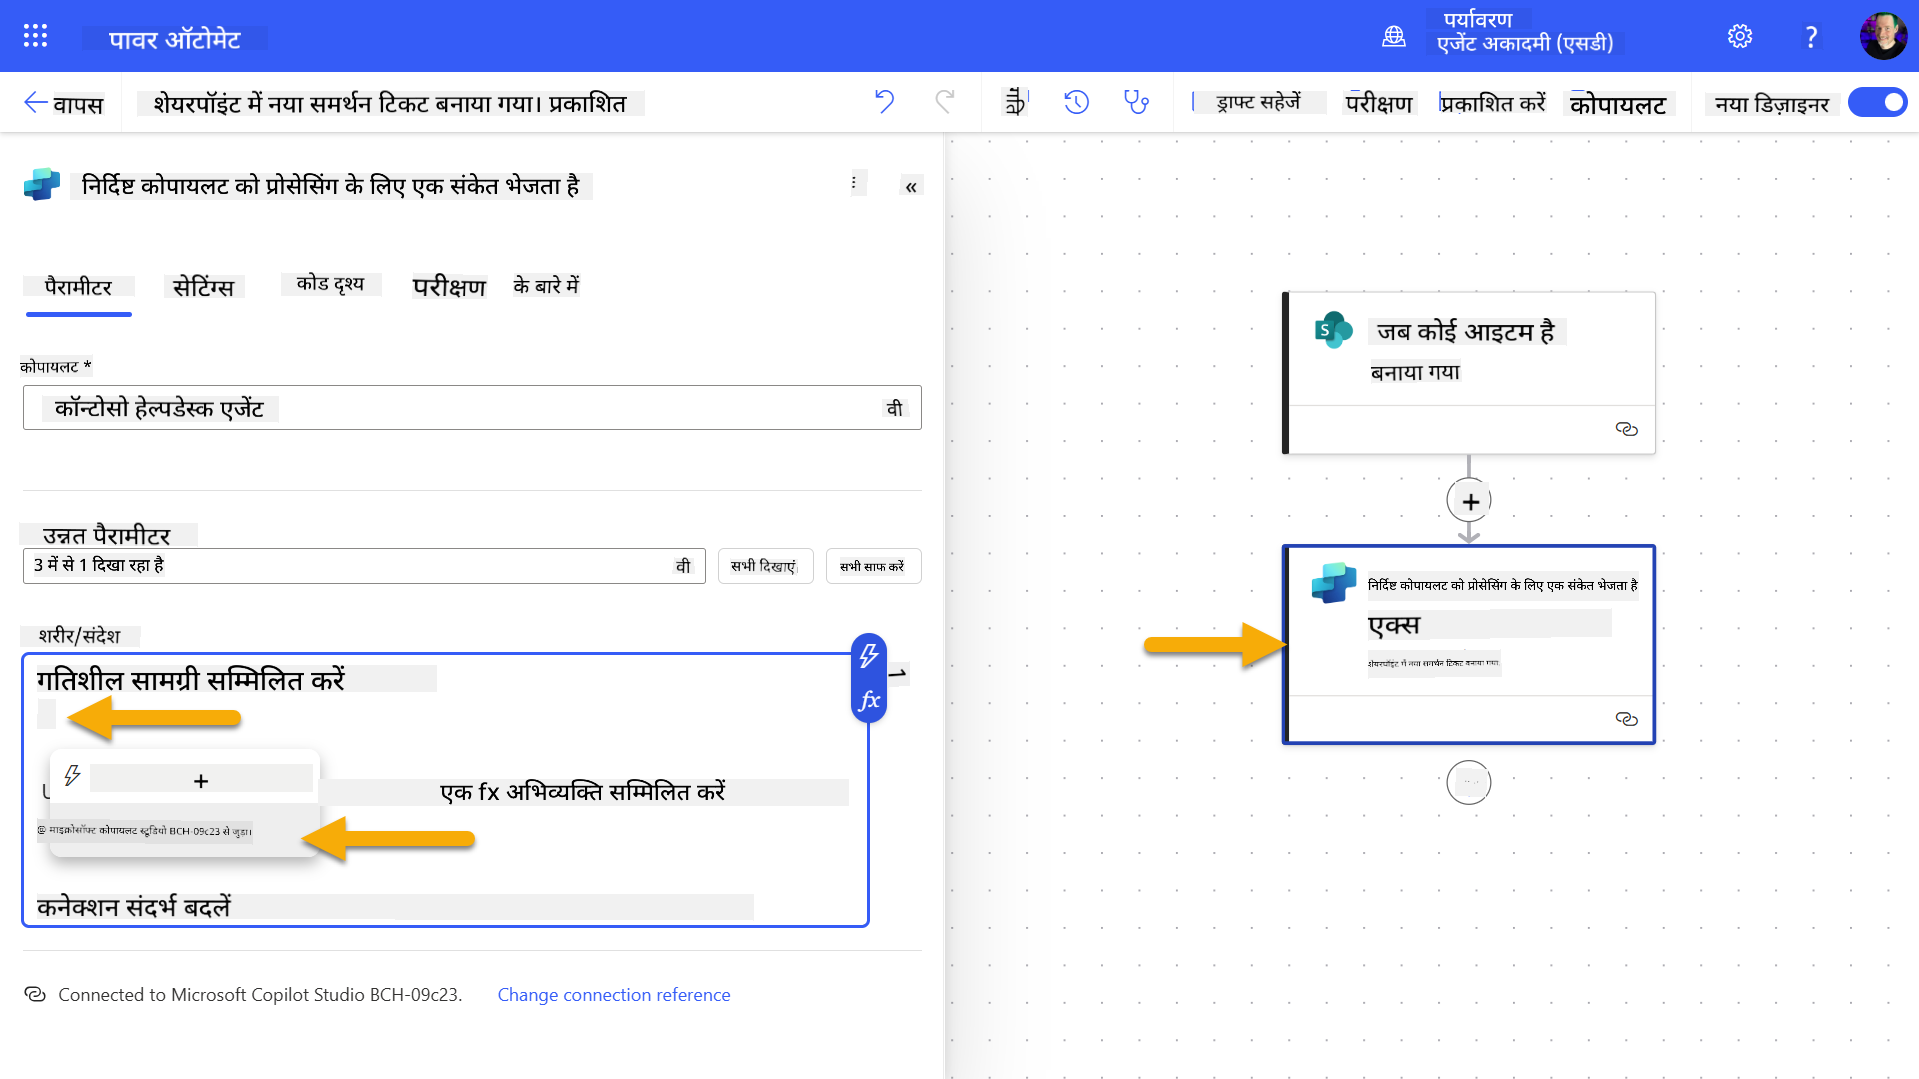 पावर ऑटोमेट
पर्यावरण
एजेंट अकादमी (एसडी)
?
वापस
शेयरपॉइंट में नया समर्थन टिकट बनाया गया। प्रकाशित
ड्राफ्ट सहेजें
परीक्षण
प्रकाशित करें
कोपायलट
नया डिज़ाइनर
निर्दिष्ट कोपायलट को प्रोसेसिंग के लिए एक संकेत भेजता है
पैरामीटर
सेटिंग्स
कोड दृश्य
परीक्षण
के बारे में
कोपायलट *
कॉन्टोसो हेल्पडेस्क एजेंट
वी
उन्नत पैरामीटर
3 में से 1 दिखा रहा है
वी
सभी दिखाएं
सभी साफ करें
शरीर/संदेश
गतिशील सामग्री सम्मिलित करें
fx
+
एक fx अभिव्यक्ति सम्मिलित करें
@ माइक्रोसॉफ्ट कोपायलट स्टूडियो BCH-09c23 से जुड़ा।
कनेक्शन संदर्भ बदलें
Connected to Microsoft Copilot Studio BCH-09c23.
Change connection reference
S
जब कोई आइटम है
बनाया गया
+
निर्दिष्ट कोपायलट को प्रोसेसिंग के लिए एक संकेत भेजता है
एक्स
शेयरपॉइंट में नया समर्थन टिकट बनाया गया।